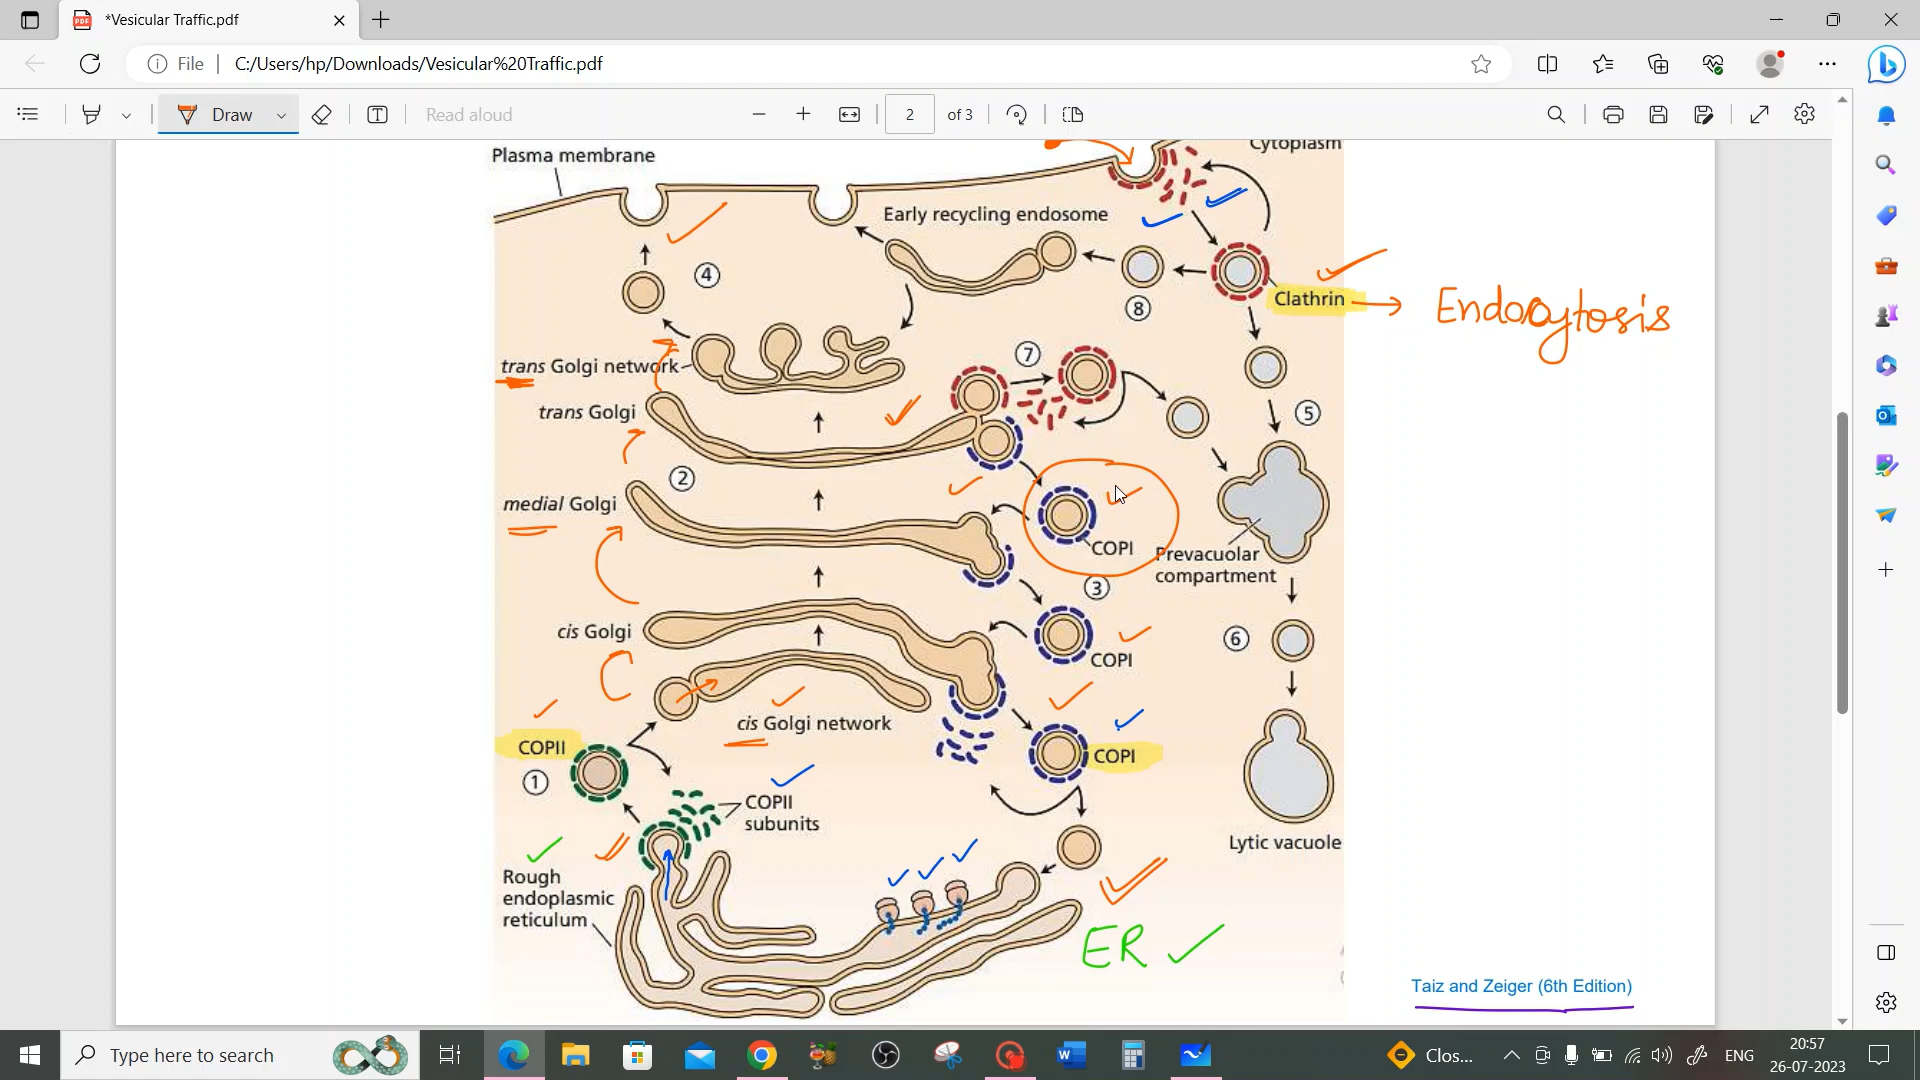 *Vesicular Traffic.pdf
File
C:/Users/hp/Downloads/Vesicular%20Traffic.pdf
Draw
Read aloud
2
of 3
Plasma membrane
Cytoplasm
Early recycling endosome
4
8
Clathrin
Endocytosis
trans Golgi network
7
trans Golgi
5
2
medial Golgi
COPI
Prevacuolar
compartment
3
cis Golgi
6
COPI
cis Golgi network
COPII
COPI
1
COPII
subunits
Lytic vacuole
Rough
endoplasmic
reticulum
ER
Taiz and Zeiger (6th Edition)
Type here to search
Clos...
ENG
20:57
26-07-2023